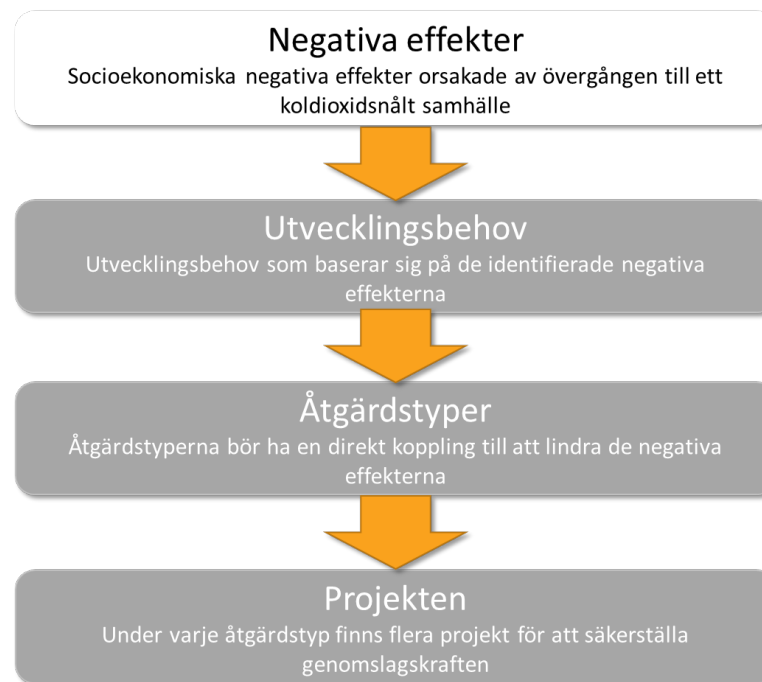 Negativa effekter
Socioekonomiska negativa effekter orsakade av övergången till ett
koldioxidsnålt samhälle
Utvecklingsbehov
Utvecklingsbehov som baserar sig på de identifierade negativa
effekterna
Åtgärdstyper
Åtgärdstyperna bör ha en direkt koppling till att lindra de negativa
effekterna
Projekten
Under varje åtgärdstyp finns flera projekt för att säkerställa
genomslagskraften